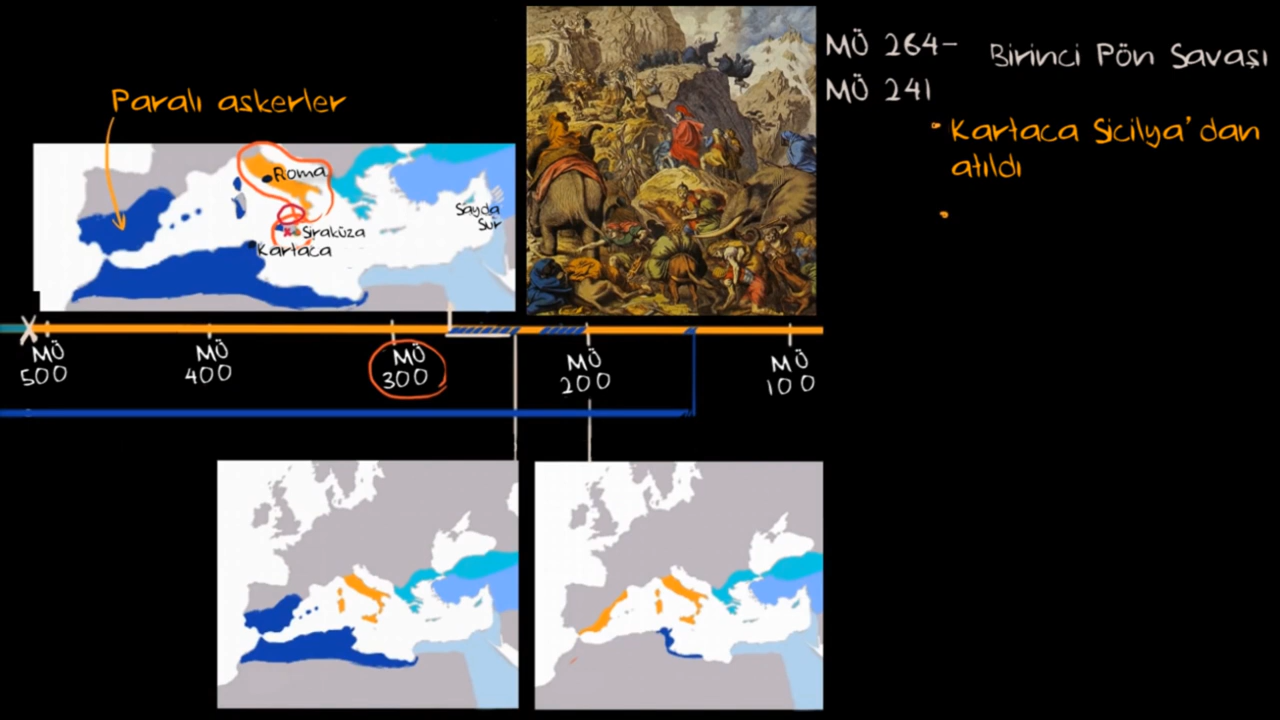 Paralı askerler
Roma
Siraküza
Kartaca
Sayda
Sur
MÖ 264-
MÖ 241
Birinci Pön Savaşı
• Kartaca Sicilya'dan
atıldı
•
MÖ
500
MÖ
400
MÖ
300
MÖ
200
MÖ
100